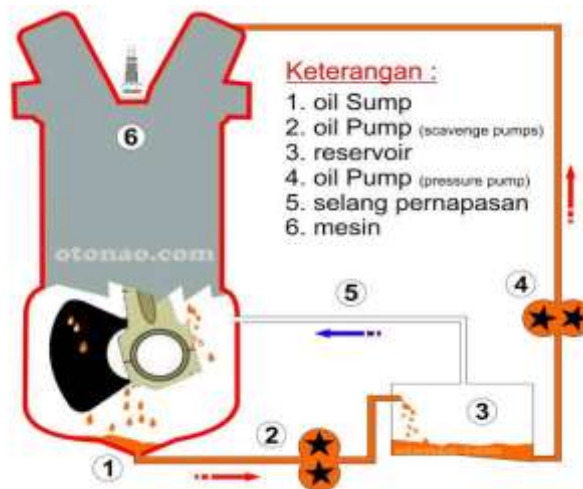 Keterangan :
1. oil Sump
2. oil Pump (scavenge pumps)
3. reservoir
4. oil Pump (pressure pump)
5. selang pernapasan
6. mesin
6
otonao.com
5
4
3
2
1